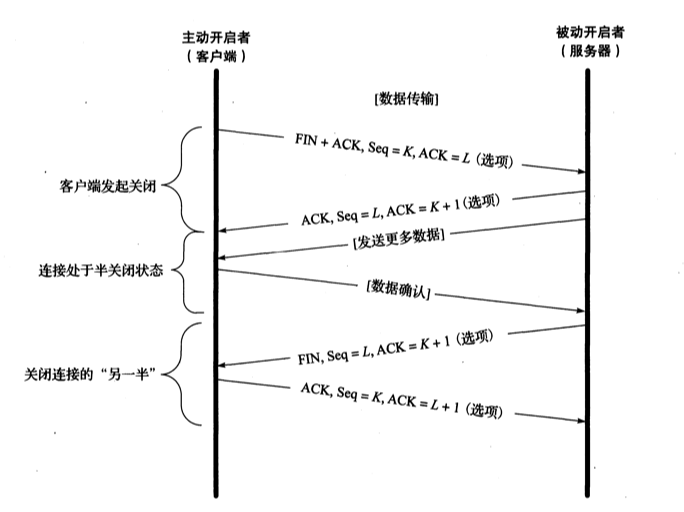 主动开启者
（客户端）
被动开启者
（服务器）
[数据传输]
FIN + ACK, Seq = K, ACK = L (选项)
客户端发起关闭
ACK, Seq = L, ACK = K + 1(选项)
[发送更多数据]
连接处于半关闭状态
[数据确认]
FIN, Seq = L, ACK = K + 1 (选项)
关闭连接的“另一半”
ACK, Seq = K, ACK = L + 1 (选项)